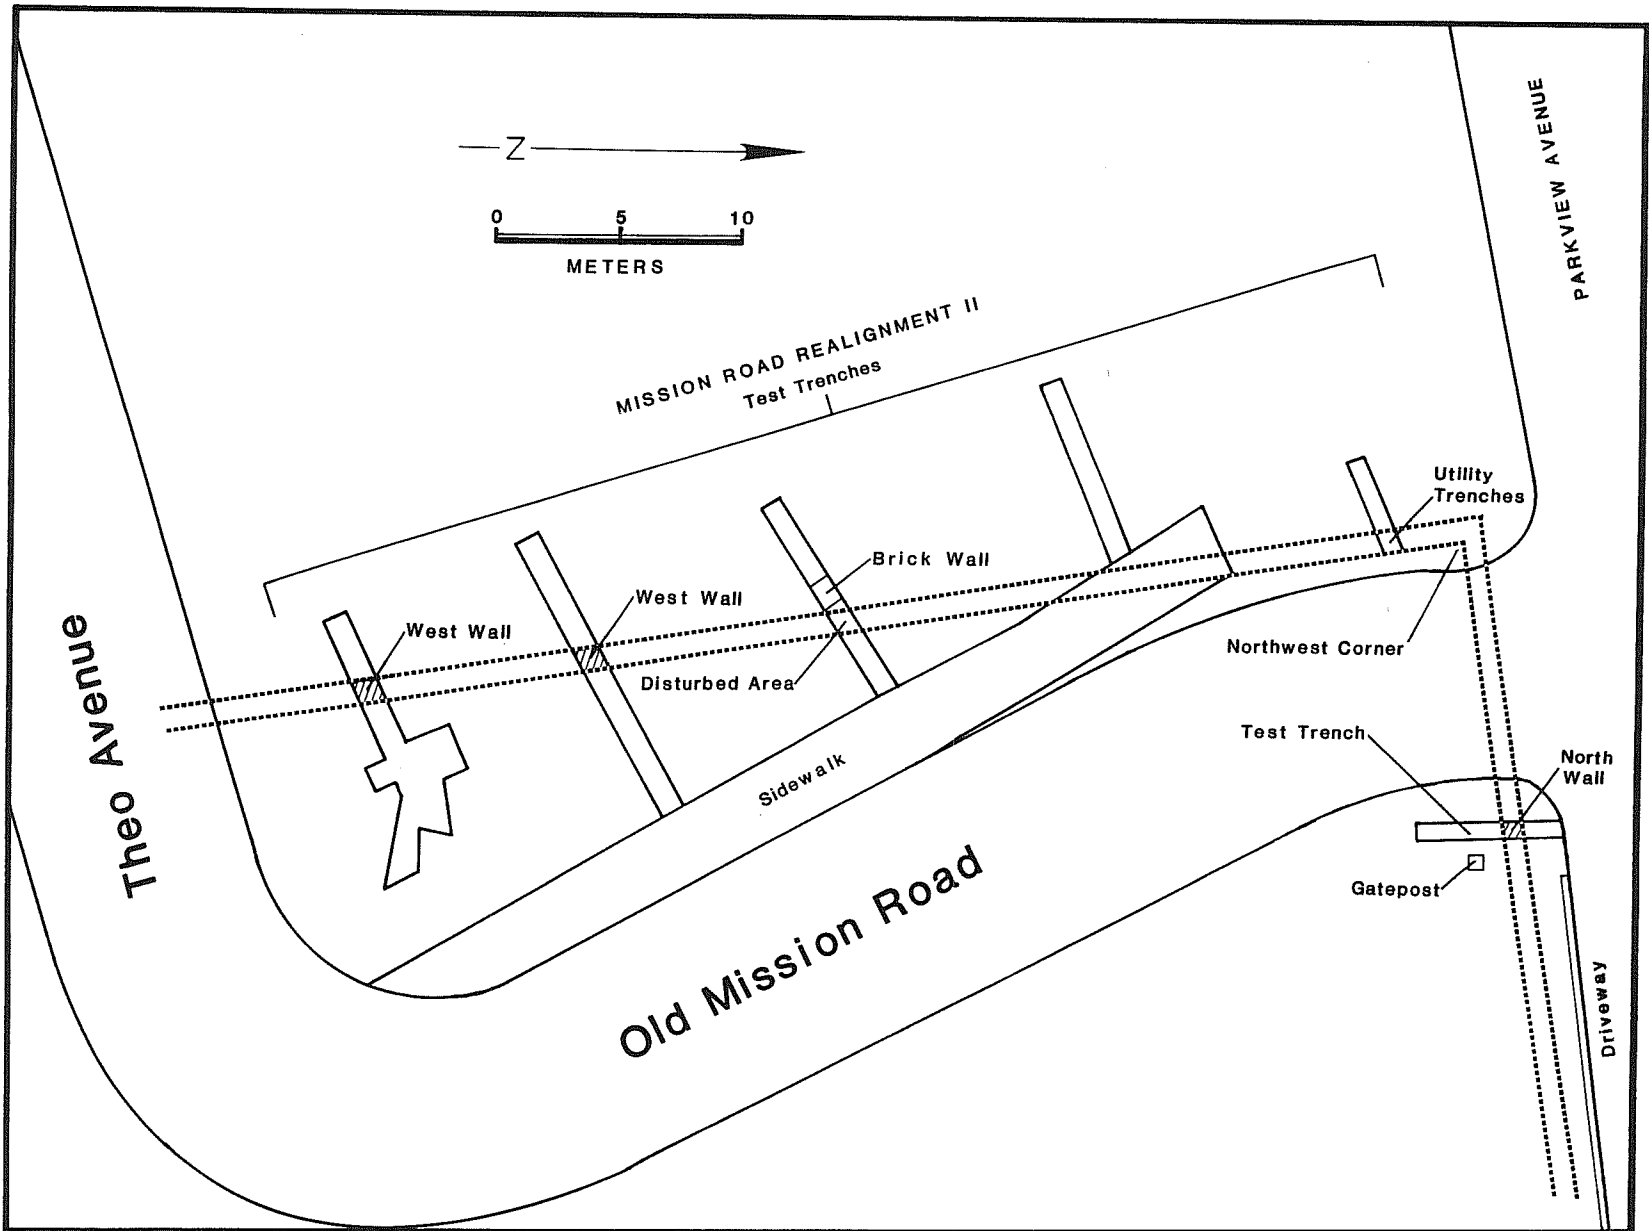 PARKVIEW AVENUE
N
0 5 10
METERS
MISSION ROAD REALIGNMENT II
Test Trenches
Utility
Trenches
Brick Wall
West Wall
West Wall
Northwest Corner
Disturbed Area
Theo Avenue
Test Trench
North
Wall
Sidewalk
Gatepost
Old Mission Road
Driveway